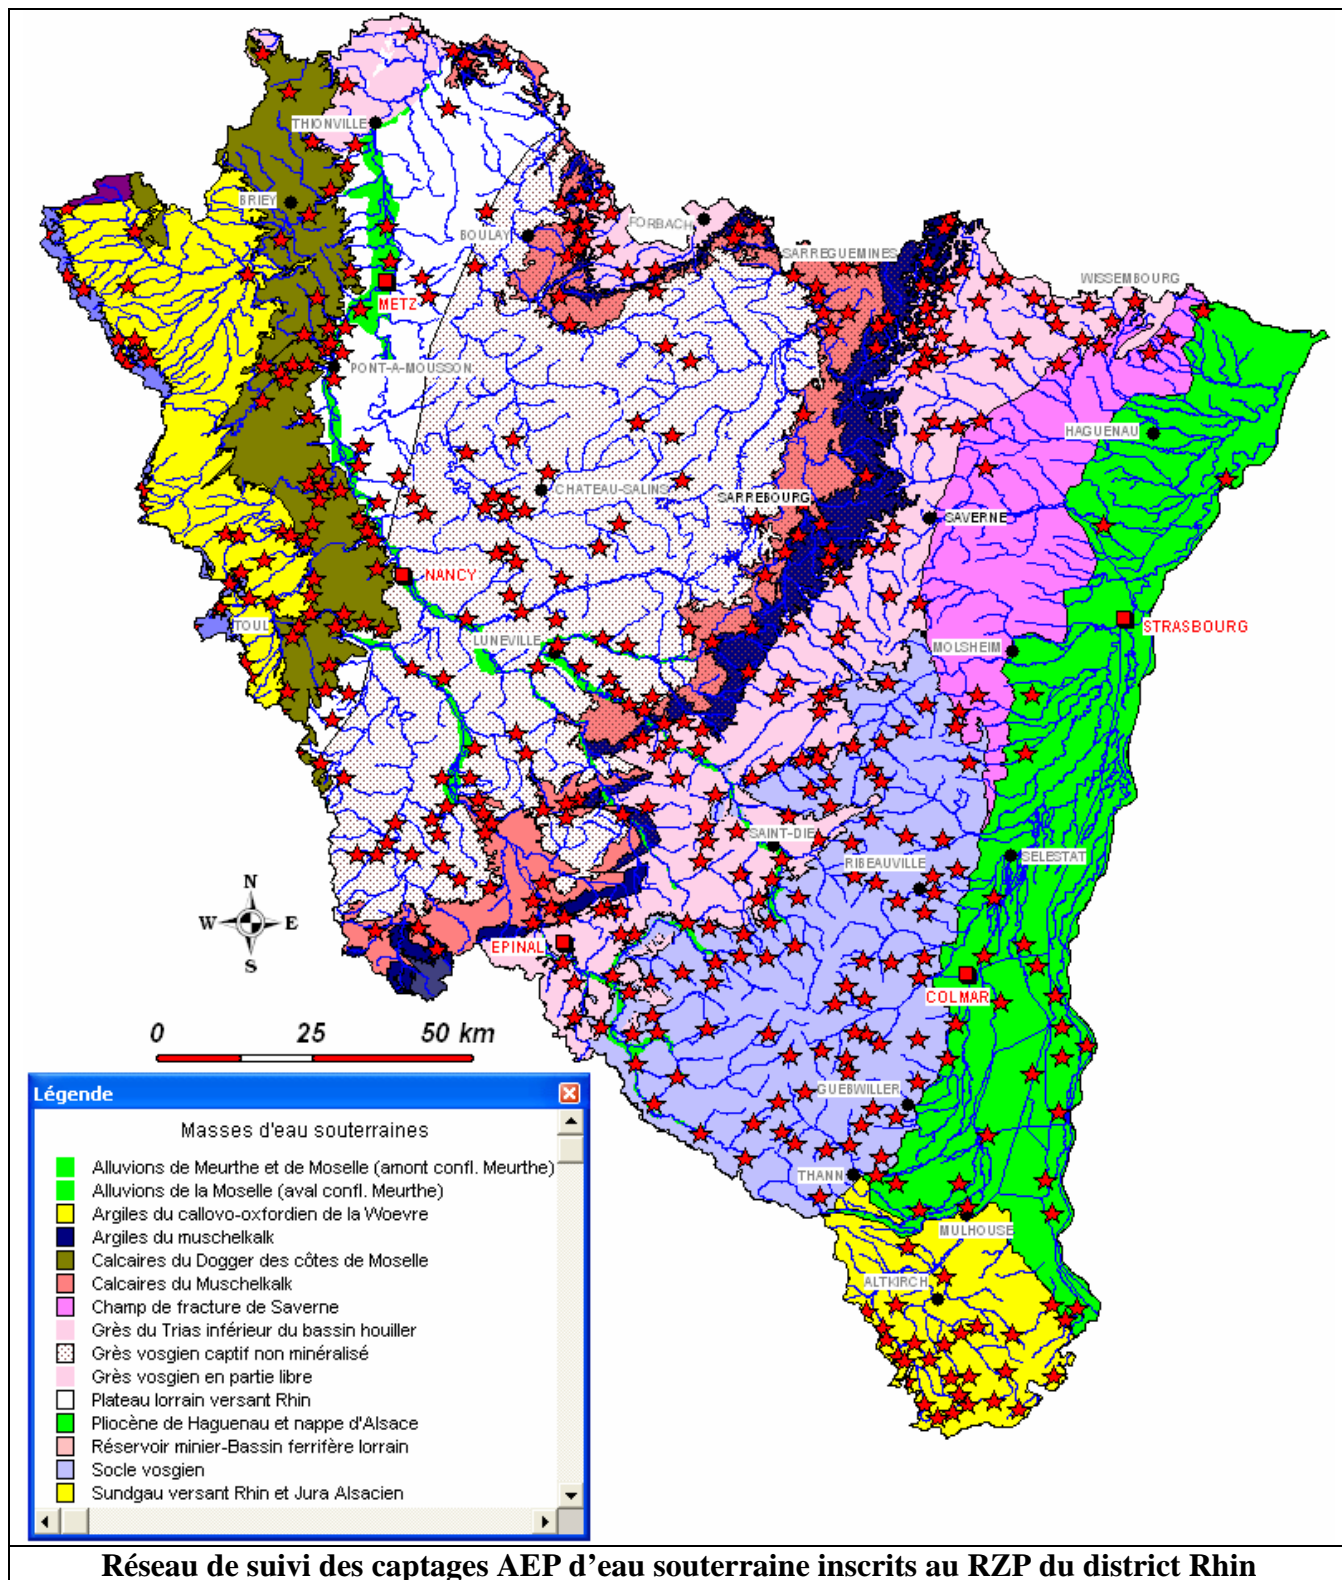 THIONVILLE
BRIEY
FORBACH
BOULAY
SARREGUEMINES
WISSEMBOURG
METZ
PONT-A-MOUSSON
HAGUENAU
CHATEAU-SALINS
SARREBOURG
SAVERNE
NANCY
TOUL
LUNEVILLE
STRASBOURG
MOLSHEIM
SAINT-DIE
RIBEAUVILLE
SELESTAT
N
W
E
S
EPINAL
COLMAR
0 25 50 km
GUEBWILLER
THANN
MULHOUSE
ALTKIRCH
Légende
Masses d'eau souterraines
Alluvions de Meurthe et de Moselle (amont confl. Meurthe)
Alluvions de la Moselle (aval confl. Meurthe)
Argiles du callovo-oxfordien de la Woevre
Argiles du muschelkalk
Calcaires du Dogger des côtes de Moselle
Calcaires du Muschelkalk
Champ de fracture de Saverne
Grès du Trias inférieur du bassin houiller
Grès vosgien captif non minéralisé
Grès vosgien en partie libre
Plateau lorrain versant Rhin
Pliocène de Haguenau et nappe d'Alsace
Réservoir minier-Bassin ferrifère lorrain
Socle vosgien
Sundgau versant Rhin et Jura Alsacien
Réseau de suivi des captages AEP d'eau souterraine inscrits au RZP du district Rhin